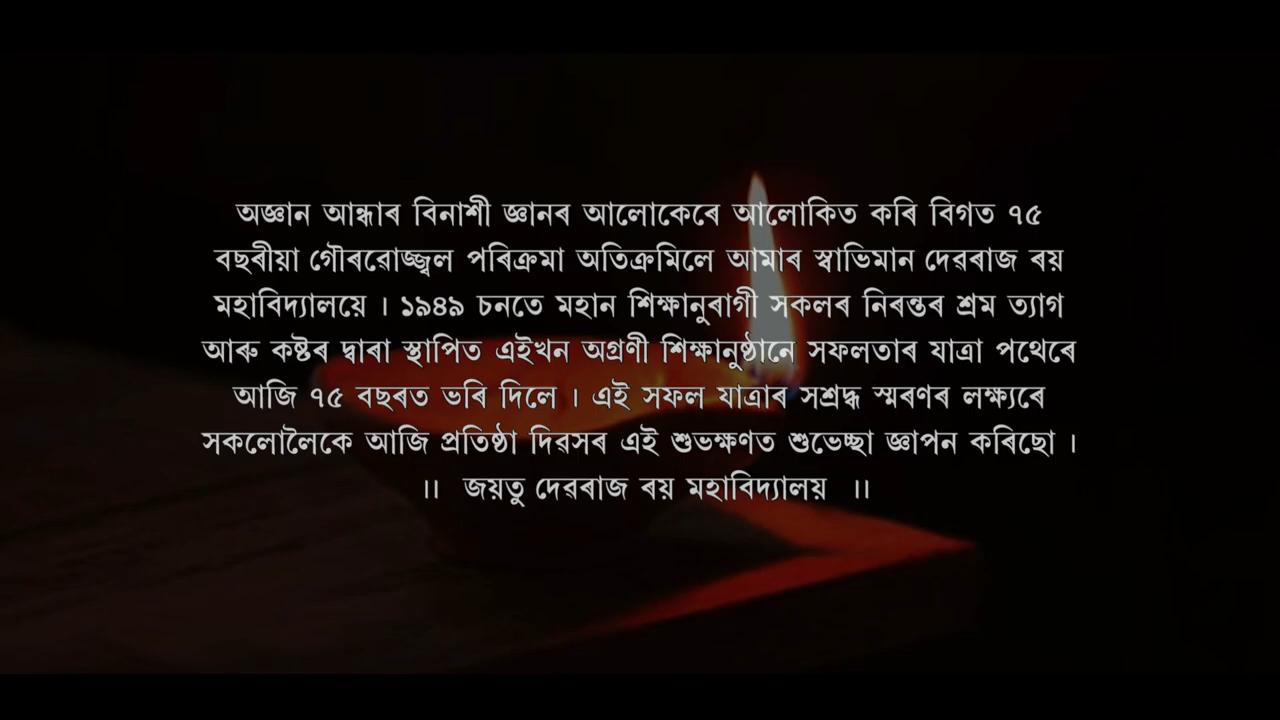 অজ্ঞান আন্ধাৰ বিনাশী জ্ঞানৰ আলোকেৰে আলোকিত কৰি বিগত ৭৫
বছৰীয়া গৌৰৱোজ্জ্বল পৰিক্ৰমা অতিক্ৰমিলে আমাৰ স্বাভিমান দেৱৰাজ ৰয়
মহাবিদ্যালয়ে । ১৯৪৯ চনতে মহান শিক্ষানুৰাগী সকলৰ নিৰন্তৰ শ্ৰম ত্যাগ
আৰু কষ্টৰ দ্বাৰা স্থাপিত এইখন অগ্ৰণী শিক্ষানুষ্ঠানে সফলতাৰ যাত্ৰা পথেৰে
আজি ৭৫ বছৰত ভৰি দিলে । এই সফল যাত্ৰাৰ সশ্ৰদ্ধ স্মৰণৰ লক্ষ্যৰে
সকলোলৈকে আজি প্ৰতিষ্ঠা দিৱসৰ এই শুভক্ষণত শুভেচ্ছা জ্ঞাপন কৰিছো ।
।। জয়তু দেৱৰাজ ৰয় মহাবিদ্যালয় ।।